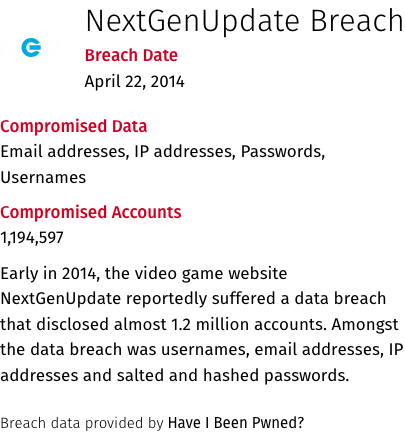 NextGenUpdate Breach
Breach Date
April 22, 2014
Compromised Data
Email addresses, IP addresses, Passwords,
Usernames
Compromised Accounts
1,194,597
Early in 2014, the video game website
NextGenUpdate reportedly suffered a data breach
that disclosed almost 1.2 million accounts. Amongst
the data breach was usernames, email addresses, IP
addresses and salted and hashed passwords.
Breach data provided by Have I Been Pwned?